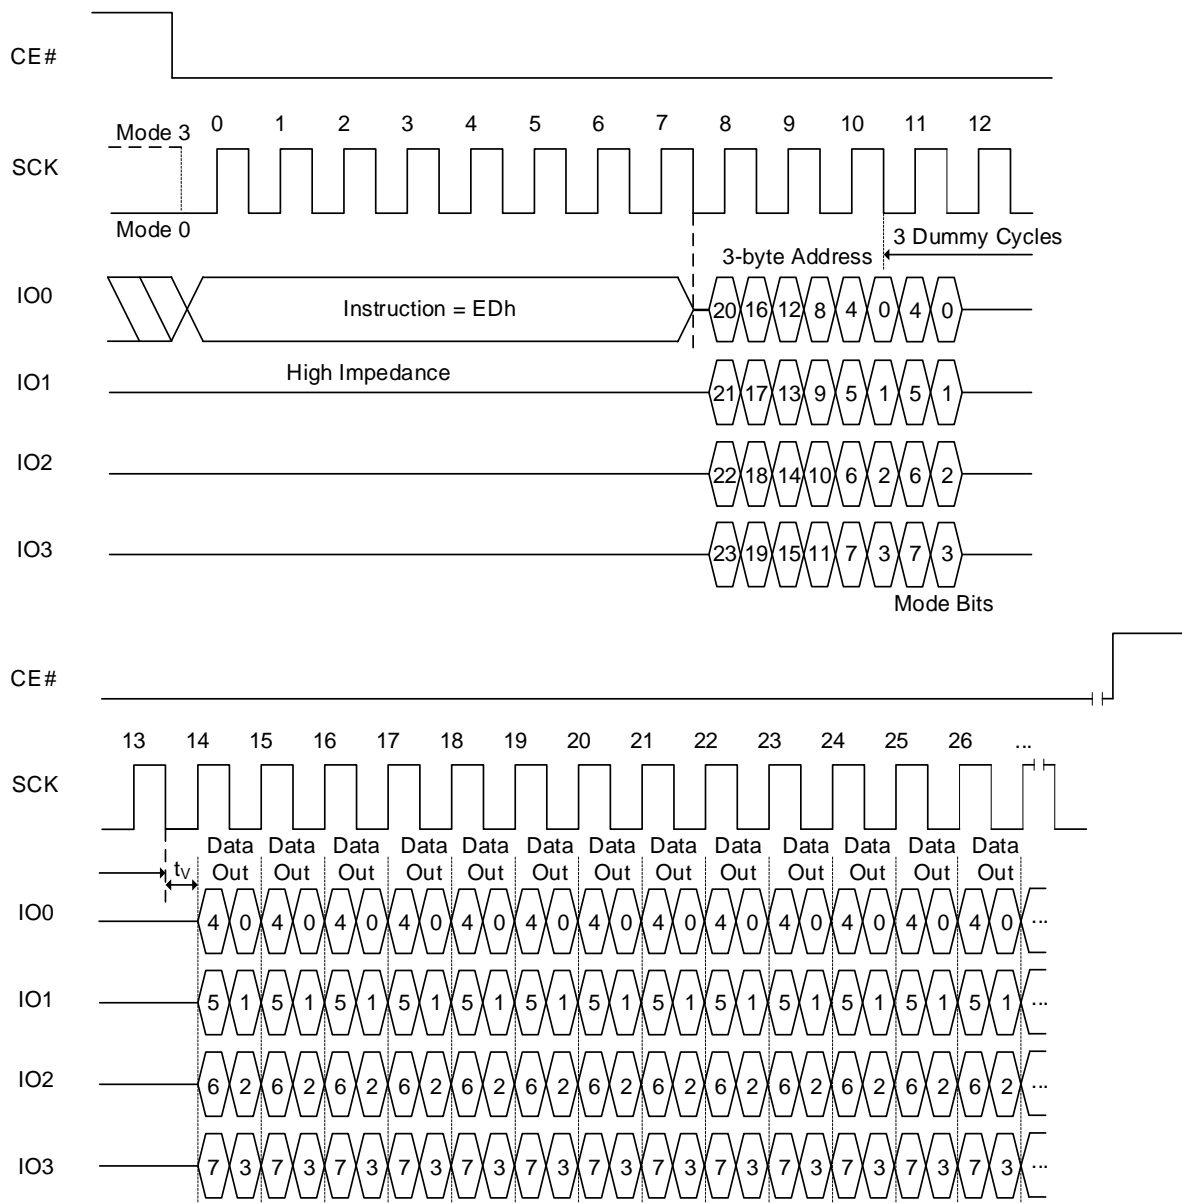 CE#
Mode 3 0 1 2 3 4 5 6 7 8 9 10 11 12
SCK
Mode 0
3 Dummy Cycles
3-byte Address
IO0 Instruction = EDh 20 16 12 8 4 0 4 0
IO1 High Impedance 21 17 13 9 5 1 5 1
IO2 22 18 14 10 6 2 6 2
IO3 23 19 15 11 7 3 7 3
Mode Bits
CE#
13 14 15 16 17 18 19 20 21 22 23 24 25 26 ...
SCK
Data Data Data Data Data Data Data Data Data Data Data Data Data
tV Out Out Out Out Out Out Out Out Out Out Out Out Out
IO0 4 0 4 0 4 0 4 0 4 0 4 0 4 0 4 0 4 0 4 0 4 0 4 0 4 0 ...
IO1 5 1 5 1 5 1 5 1 5 1 5 1 5 1 5 1 5 1 5 1 5 1 5 1 5 1 ...
IO2 6 2 6 2 6 2 6 2 6 2 6 2 6 2 6 2 6 2 6 2 6 2 6 2 6 2 ...
IO3 7 3 7 3 7 3 7 3 7 3 7 3 7 3 7 3 7 3 7 3 7 3 7 3 7 3 ...